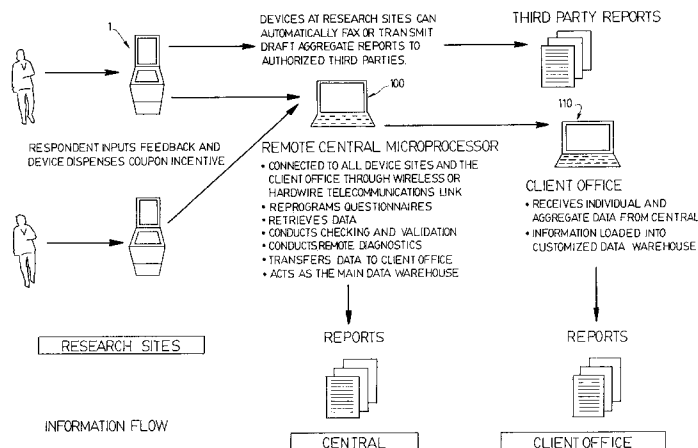 DEVICES AT RESEARCH SITES CAN
AUTOMATICALLY FAX OR TRANSMIT
DRAFT AGGREGATE REPORTS TO
AUTHORIZED THIRD PARTIES.
THIRD PARTY REPORTS
1
100
110
RESPONDENT INPUTS FEEDBACK AND
DEVICE DISPENSES COUPON INCENTIVE
REMOTE CENTRAL MICROPROCESSOR
• CONNECTED TO ALL DEVICE SITES AND THE
CLIENT OFFICE THROUGH WIRELESS OR
HARDWIRE TELECOMMUNICATIONS LINK
• REPROGRAMS QUESTIONNAIRES
• RETRIEVES DATA
• CONDUCTS CHECKING AND VALIDATION
• CONDUCTS REMOTE DIAGNOSTICS
• TRANSFERS DATA TO CLIENT OFFICE
• ACTS AS THE MAIN DATA WAREHOUSE
CLIENT OFFICE
• RECEIVES INDIVIDUAL AND
AGGREGATE DATA FROM CENTRAL
• INFORMATION LOADED INTO
CUSTOMIZED DATA WAREHOUSE
RESEARCH SITES
REPORTS
REPORTS
INFORMATION FLOW
CENTRAL
CLIENT OFFICE